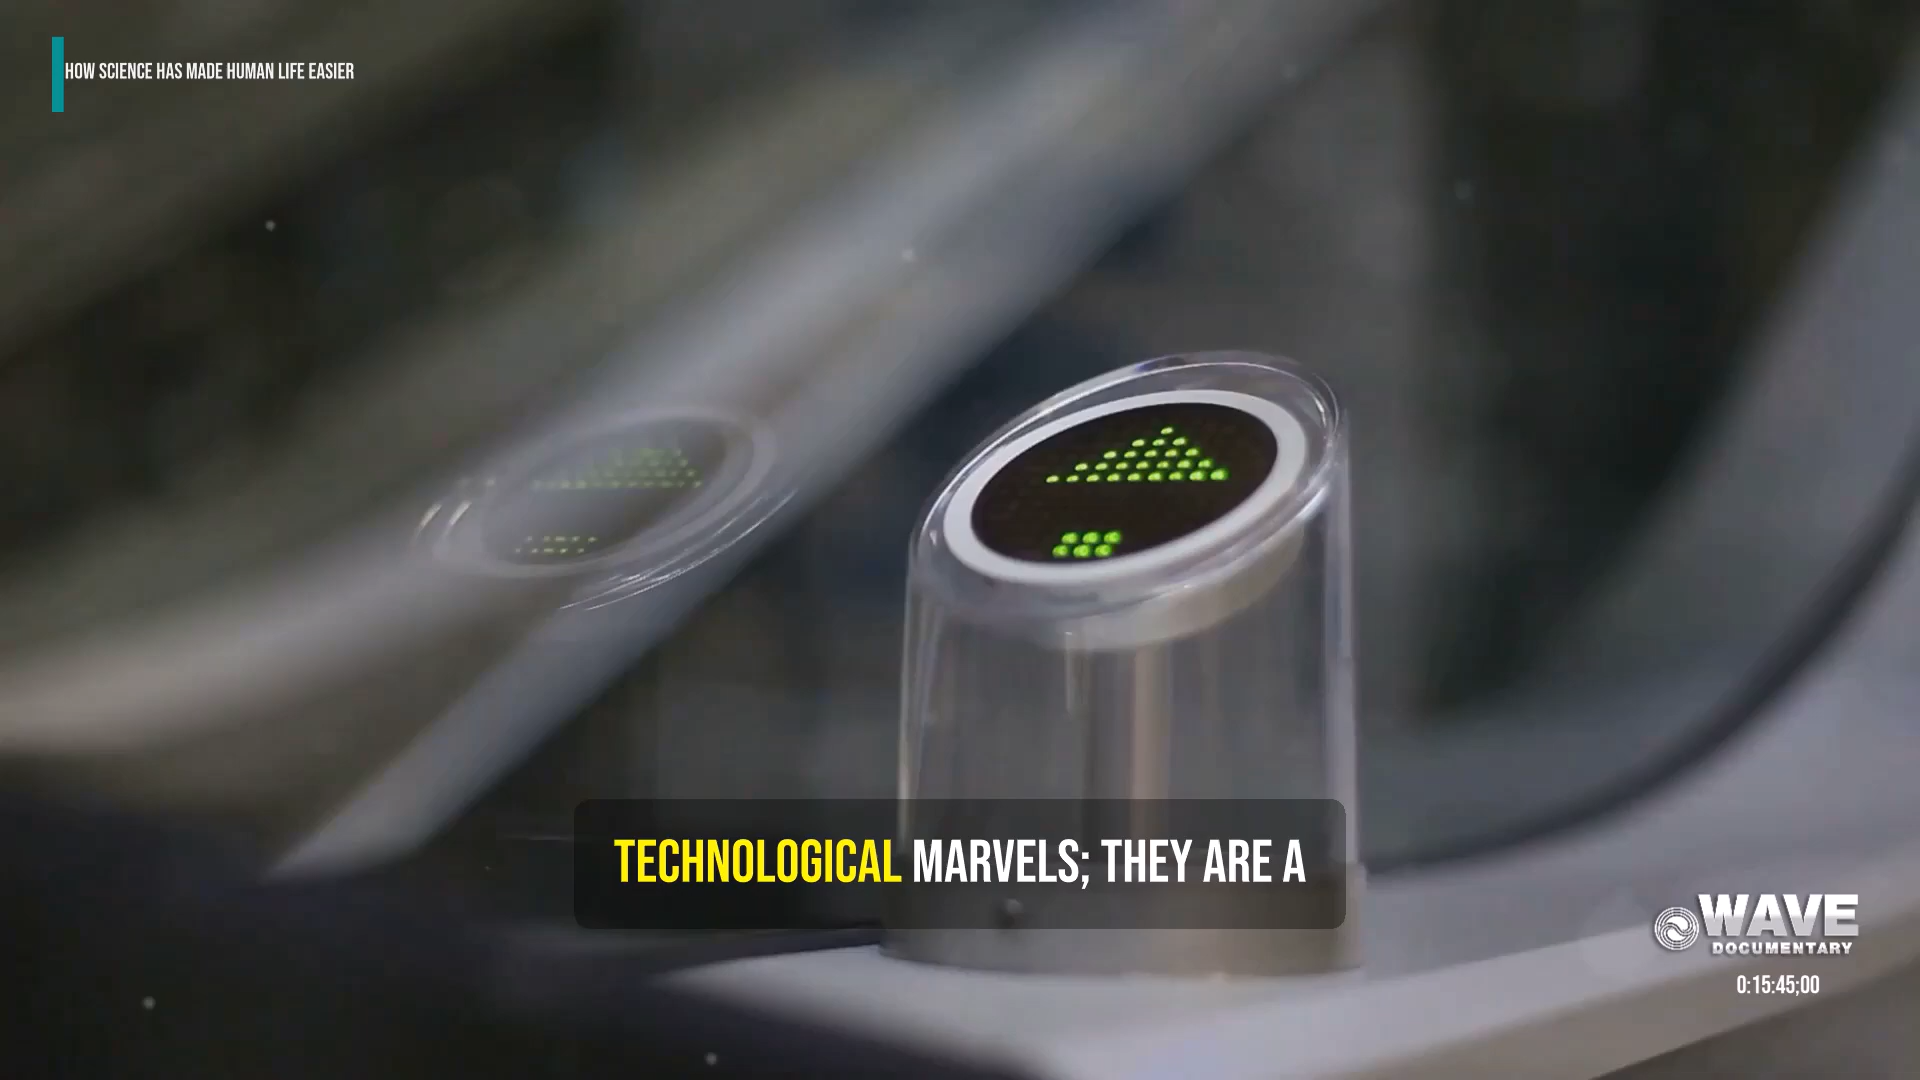 HOW SCIENCE HAS MADE HUMAN LIFE EASIER
TECHNOLOGICAL MARVELS; THEY ARE A
WAVE
DOCUMENTARY
0:15:45;00